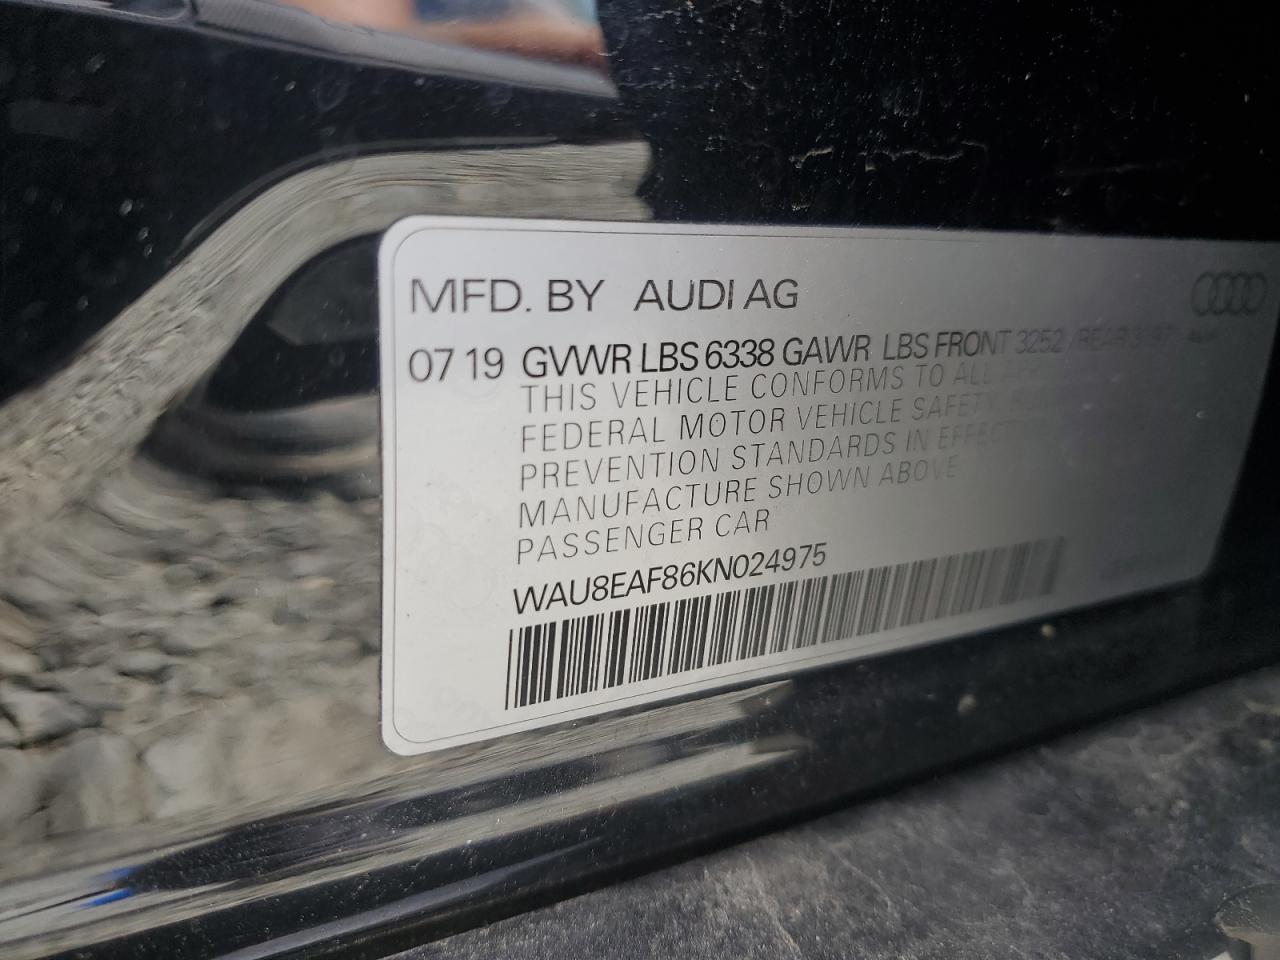 MFD. BY AUDI AG
07 19 GVWR LBS 6338 GAWR LBS FRONT 3252 / REAR
THIS VEHICLE CONFORMS TO ALL
FEDERAL MOTOR VEHICLE SAFETY
PREVENTION STANDARDS IN EFFECT
MANUFACTURE SHOWN ABOVE
PASSENGER CAR
WAU8EAF86KN024975